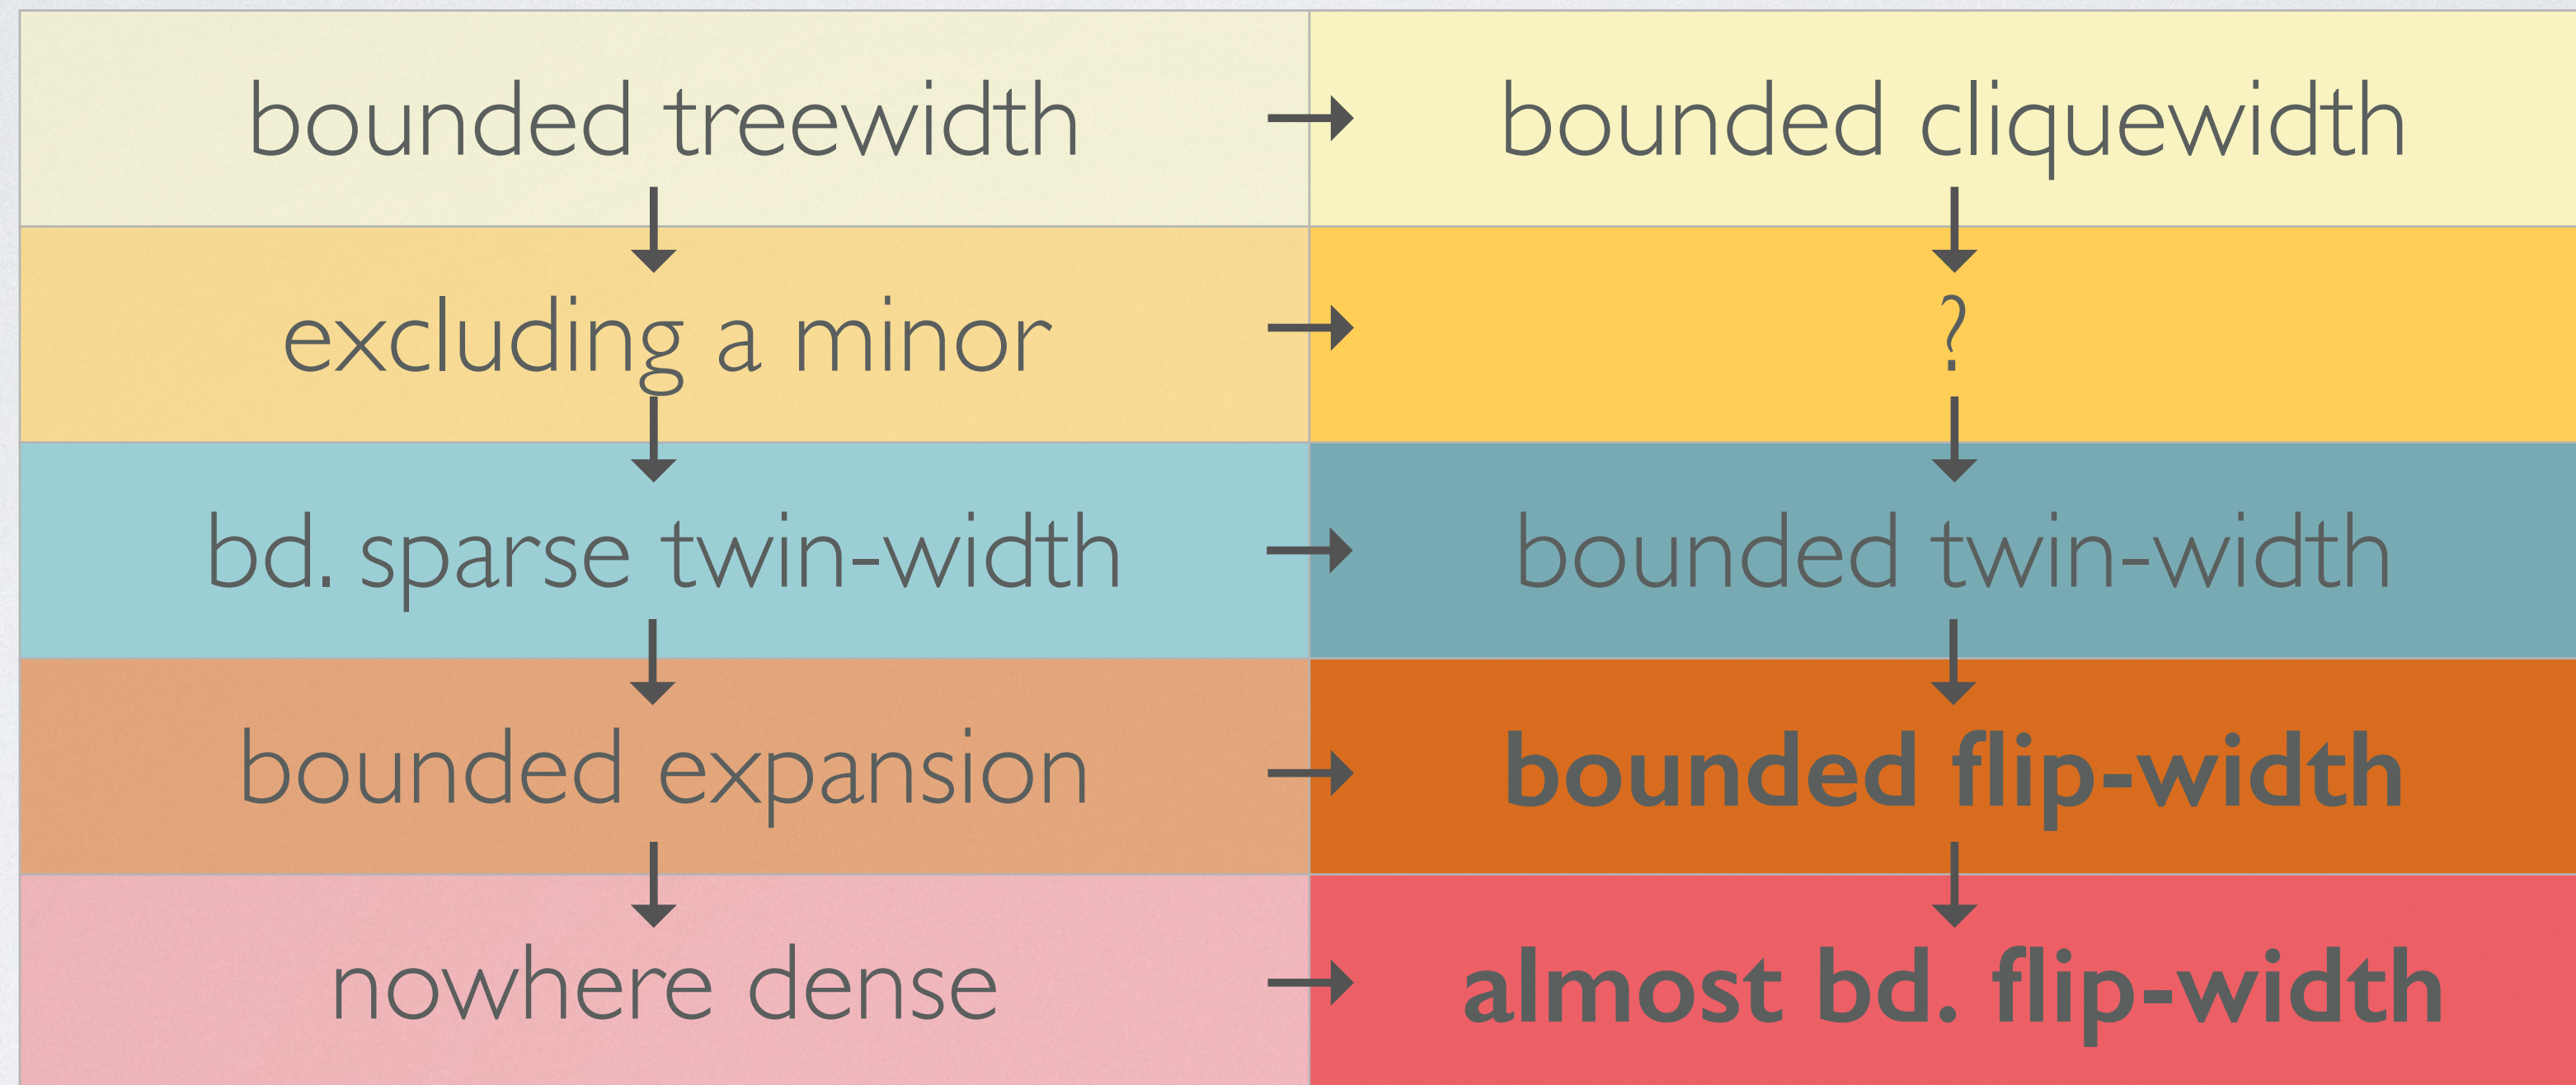 bounded treewidth → bounded cliquewidth
excluding a minor → ?
bd. sparse twin-width → bounded twin-width
bounded expansion → bounded flip-width
nowhere dense → almost bd. flip-width